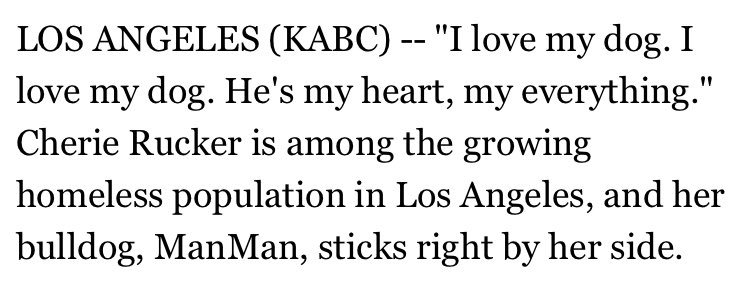 LOS ANGELES (KABC) -- "I love my dog. I
love my dog. He's my heart, my everything."
Cherie Rucker is among the growing
homeless population in Los Angeles, and her
bulldog, ManMan, sticks right by her side.